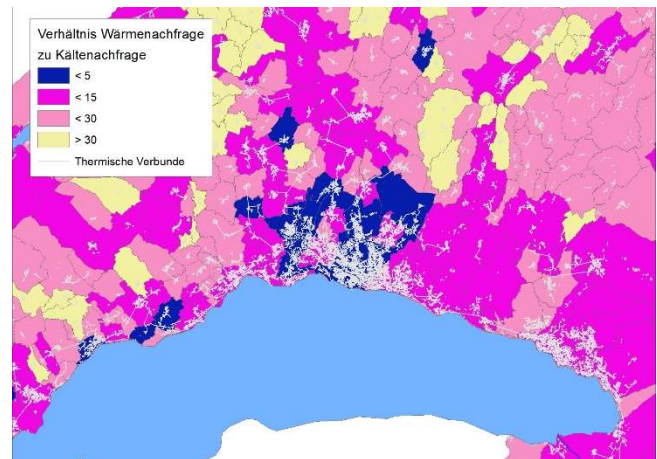 Verhältnis Wärmenachfrage
zu Kältenachfrage
< 5
< 15
< 30
> 30
Thermische Verbunde